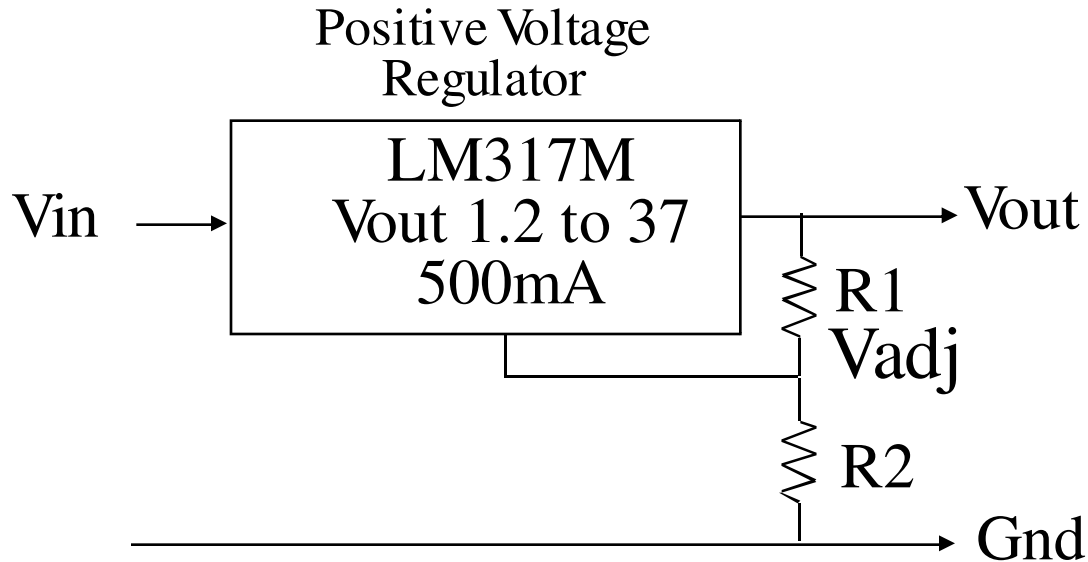 Positive Voltage
Regulator
LM317M
Vout 1.2 to 37
500mA
Vin
Vout
R1
Vadj
R2
Gnd